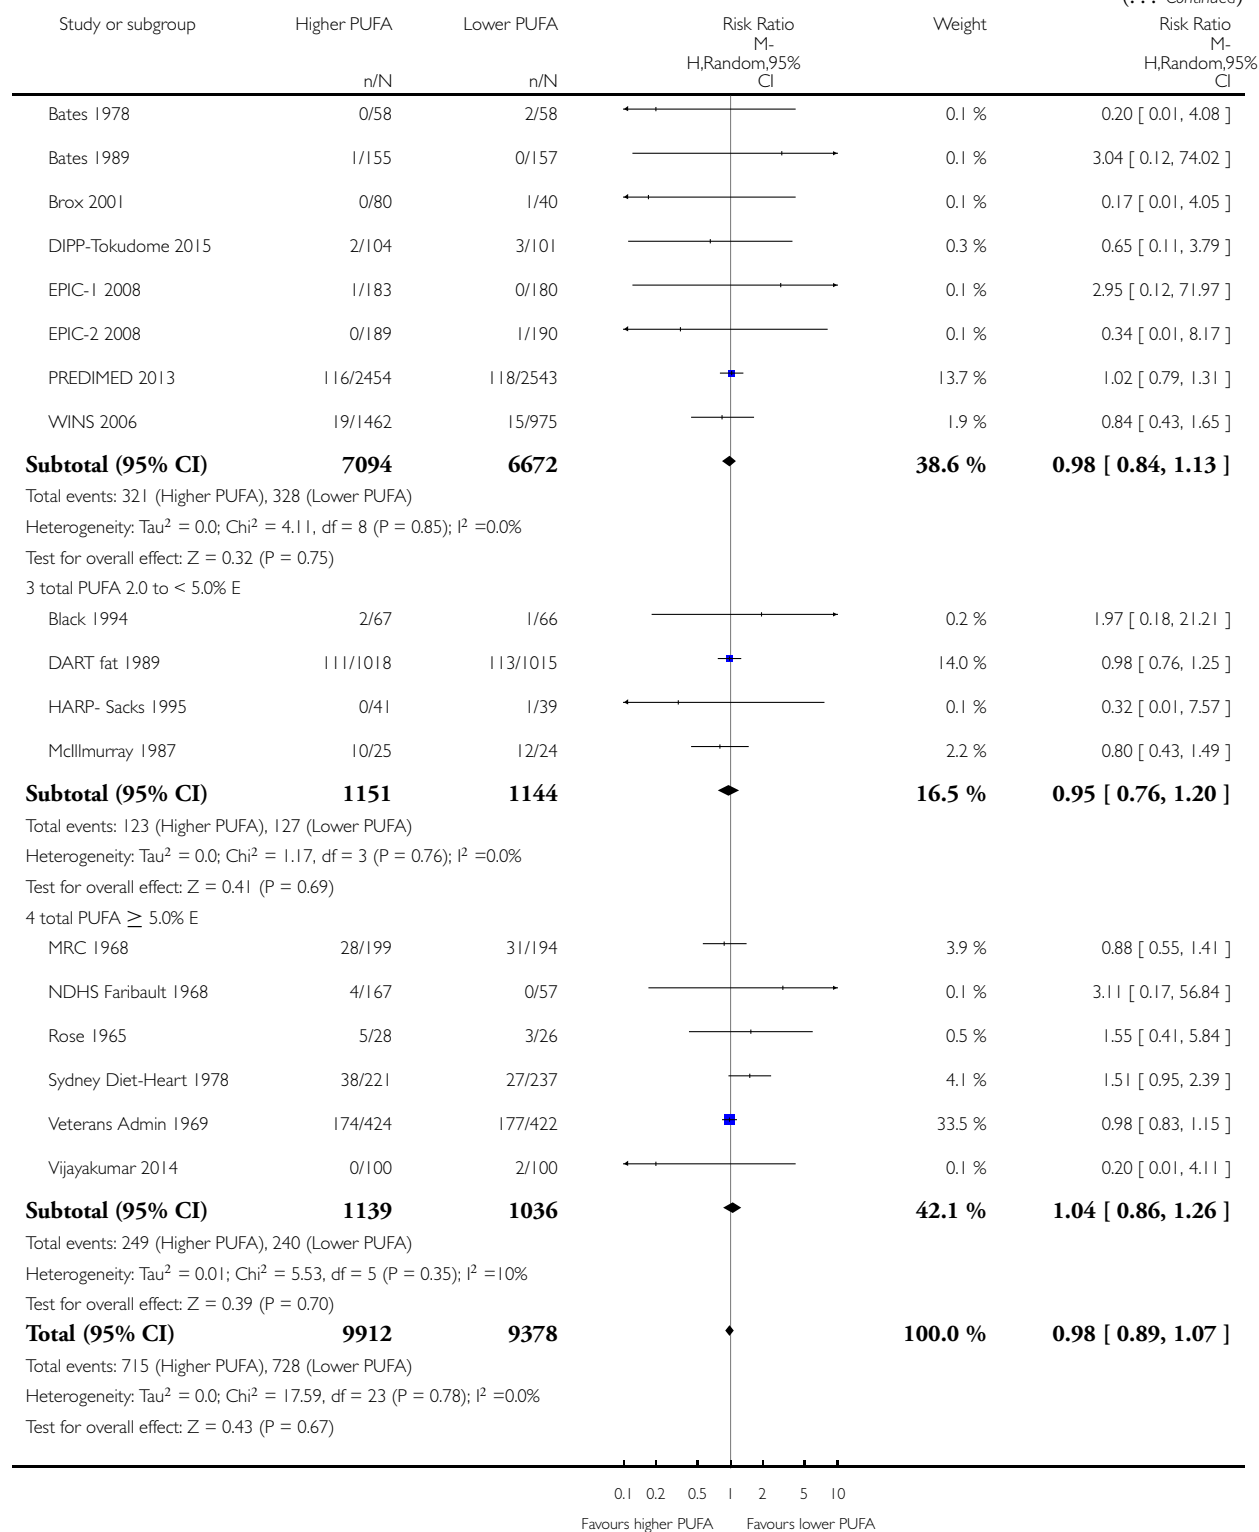 (... Continued)
Study or subgroup Higher PUFA Lower PUFA Risk Ratio Weight Risk Ratio
M- M-
H,Random,95% H,Random,95%
n/N n/N CI CI
Bates 1978 0/58 2/58 0.1 % 0.20 [ 0.01, 4.08 ]
Bates 1989 1/155 0/157 0.1 % 3.04 [ 0.12, 74.02 ]
Brox 2001 0/80 1/40 0.1 % 0.17 [ 0.01, 4.05 ]
DIPP-Tokudome 2015 2/104 3/101 0.3 % 0.65 [ 0.11, 3.79 ]
EPIC-1 2008 1/183 0/180 0.1 % 2.95 [ 0.12, 71.97 ]
EPIC-2 2008 0/189 1/190 0.1 % 0.34 [ 0.01, 8.17 ]
PREDIMED 2013 116/2454 118/2543 13.7 % 1.02 [ 0.79, 1.31 ]
WINS 2006 19/1462 15/975 1.9 % 0.84 [ 0.43, 1.65 ]
Subtotal (95% CI) 7094 6672 38.6 % 0.98 [ 0.84, 1.13 ]
Total events: 321 (Higher PUFA), 328 (Lower PUFA)
Heterogeneity: Tau² = 0.0; Chi² = 4.11, df = 8 (P = 0.85); I² =0.0%
Test for overall effect: Z = 0.32 (P = 0.75)
3 total PUFA 2.0 to < 5.0% E
Black 1994 2/67 1/66 0.2 % 1.97 [ 0.18, 21.21 ]
DART fat 1989 111/1018 113/1015 14.0 % 0.98 [ 0.76, 1.25 ]
HARP- Sacks 1995 0/41 1/39 0.1 % 0.32 [ 0.01, 7.57 ]
McIllmurray 1987 10/25 12/24 2.2 % 0.80 [ 0.43, 1.49 ]
Subtotal (95% CI) 1151 1144 16.5 % 0.95 [ 0.76, 1.20 ]
Total events: 123 (Higher PUFA), 127 (Lower PUFA)
Heterogeneity: Tau² = 0.0; Chi² = 1.17, df = 3 (P = 0.76); I² =0.0%
Test for overall effect: Z = 0.41 (P = 0.69)
4 total PUFA ≥ 5.0% E
MRC 1968 28/199 31/194 3.9 % 0.88 [ 0.55, 1.41 ]
NDHS Faribault 1968 4/167 0/57 0.1 % 3.11 [ 0.17, 56.84 ]
Rose 1965 5/28 3/26 0.5 % 1.55 [ 0.41, 5.84 ]
Sydney Diet-Heart 1978 38/221 27/237 4.1 % 1.51 [ 0.95, 2.39 ]
Veterans Admin 1969 174/424 177/422 33.5 % 0.98 [ 0.83, 1.15 ]
Vijayakumar 2014 0/100 2/100 0.1 % 0.20 [ 0.01, 4.11 ]
Subtotal (95% CI) 1139 1036 42.1 % 1.04 [ 0.86, 1.26 ]
Total events: 249 (Higher PUFA), 240 (Lower PUFA)
Heterogeneity: Tau² = 0.01; Chi² = 5.53, df = 5 (P = 0.35); I² =10%
Test for overall effect: Z = 0.39 (P = 0.70)
Total (95% CI) 9912 9378 100.0 % 0.98 [ 0.89, 1.07 ]
Total events: 715 (Higher PUFA), 728 (Lower PUFA)
Heterogeneity: Tau² = 0.0; Chi² = 17.59, df = 23 (P = 0.78); I² =0.0%
Test for overall effect: Z = 0.43 (P = 0.67)
0.1 0.2 0.5 1 2 5 10
Favours higher PUFA Favours lower PUFA